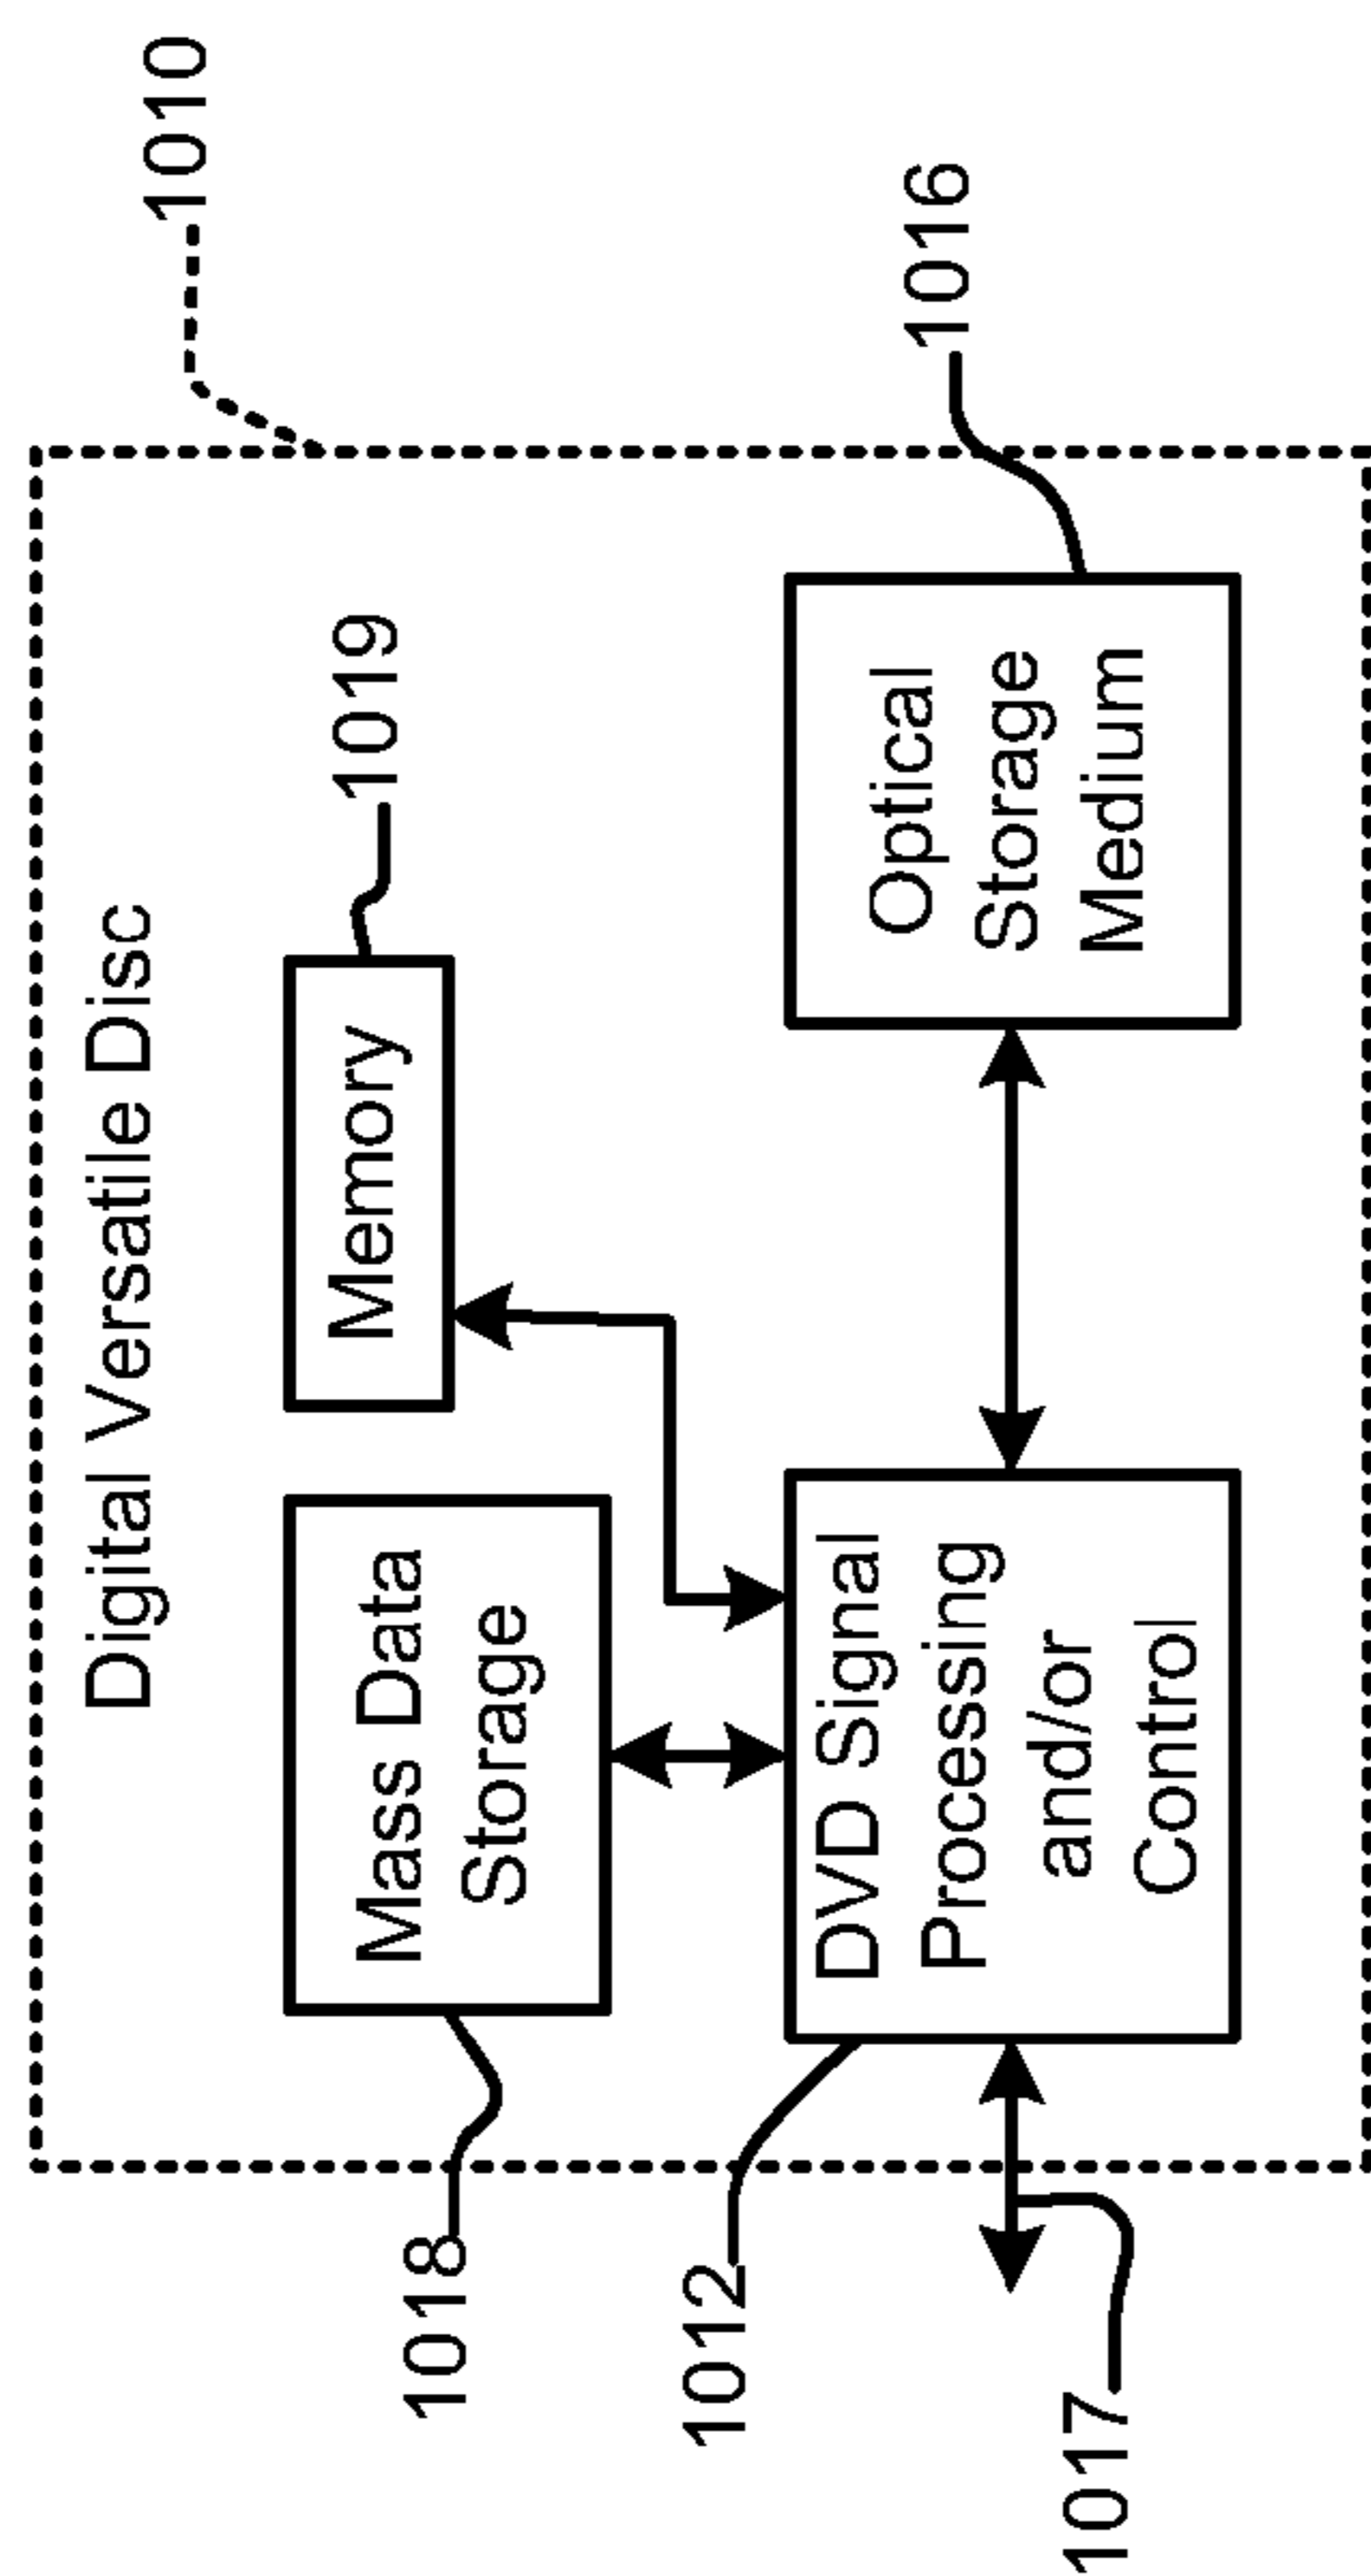 1010
Digital Versatile Disc
1018
Mass Data
Storage
Memory
1019
1012
DVD Signal
Processing
and/or
Control
Optical
Storage
Medium
1016
1017